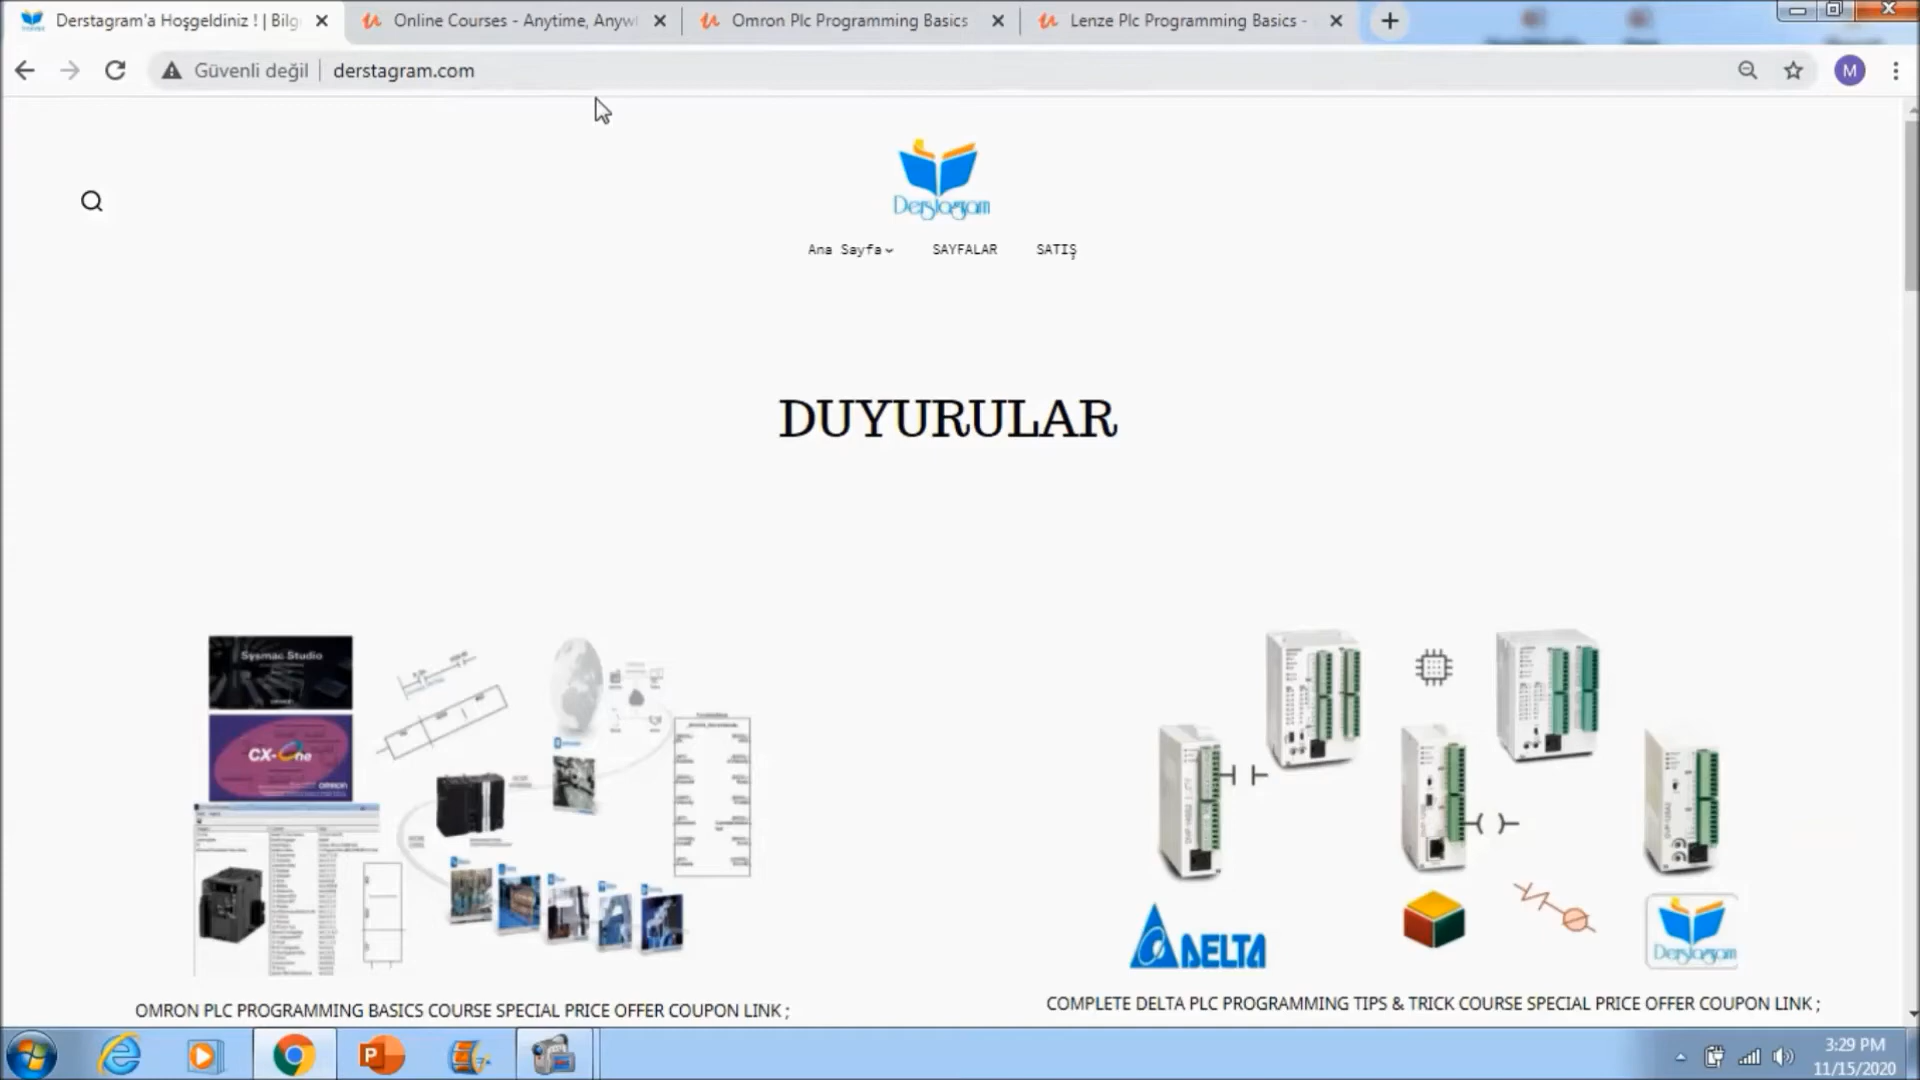 Derstagram'a Hoşgeldiniz ! | Bilg
Online Courses - Anytime, Anyw
Omron Plc Programming Basics
Lenze Plc Programming Basics -
Güvenli değil
derstagram.com
M
Derstagram
Ana Sayfa
SAYFALAR
SATIŞ
DUYURULAR
Sysmac Studio
CX-One
OMRON
DELTA
Derstagram
OMRON PLC PROGRAMMING BASICS COURSE SPECIAL PRICE OFFER COUPON LINK ;
COMPLETE DELTA PLC PROGRAMMING TIPS & TRICK COURSE SPECIAL PRICE OFFER COUPON LINK ;
3:29 PM
11/15/2020